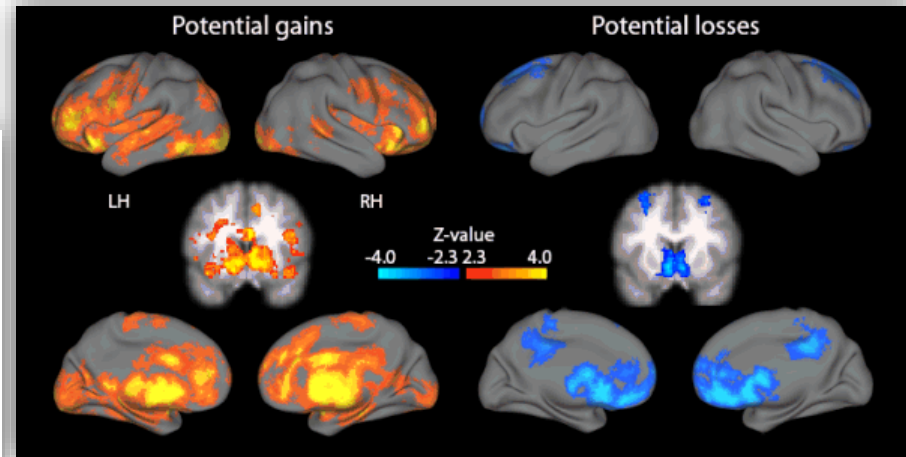 Potential gains
Potential losses
LH
RH
Z-value
-4.0 -2.3 2.3 4.0